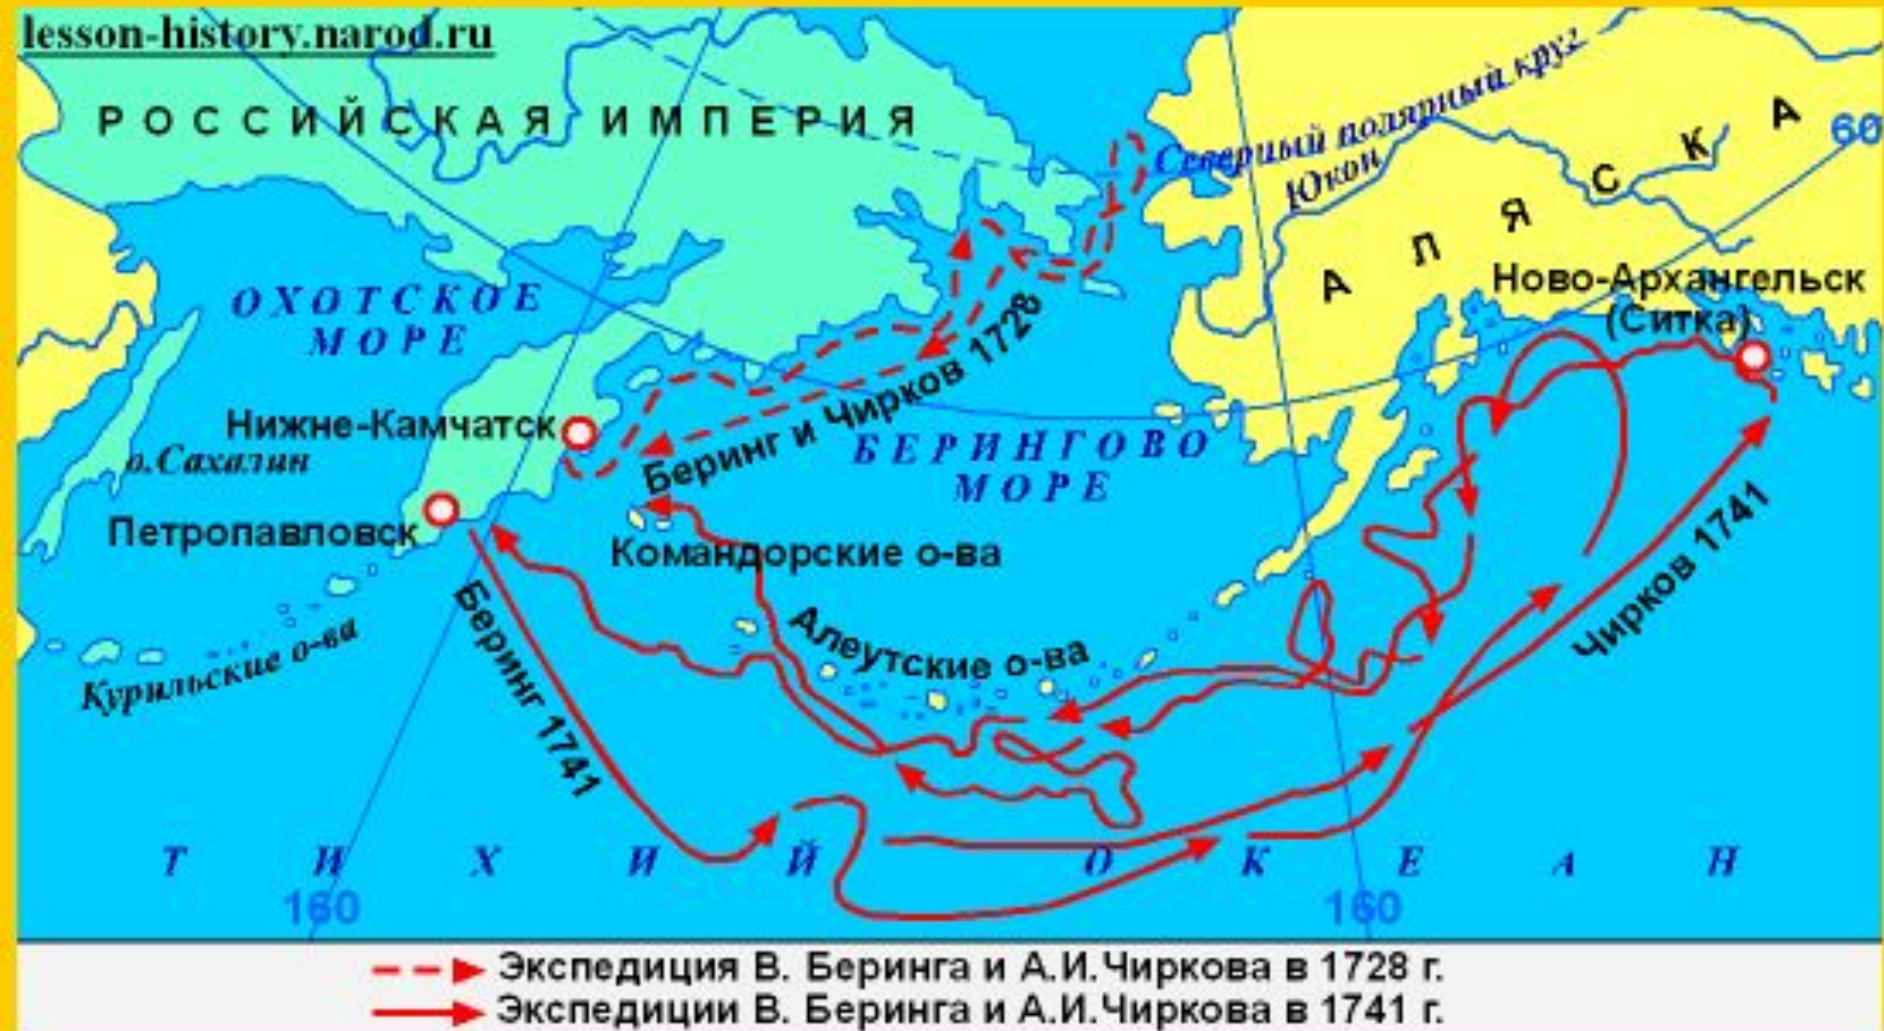 lesson-history.narod.ru
РОССИЙСКАЯ ИМПЕРИЯ
Северный полярный круг
60
Юкон
АЛЯСКА
Ново-Архангельск
(Ситка)
ОХОТСКОЕ
МОРЕ
Беринг и Чирков 1728
Нижне-Камчатск
о.Сахалин
БЕРИНГОВО
МОРЕ
Петропавловск
Командорские о-ва
Чирков 1741
Беринг 1741
Алеутские о-ва
Курильские о-ва
ТИХИЙ ОКЕАН
160
160
Экспедиция В. Беринга и А.И.Чиркова в 1728 г.
Экспедиции В. Беринга и А.И.Чиркова в 1741 г.